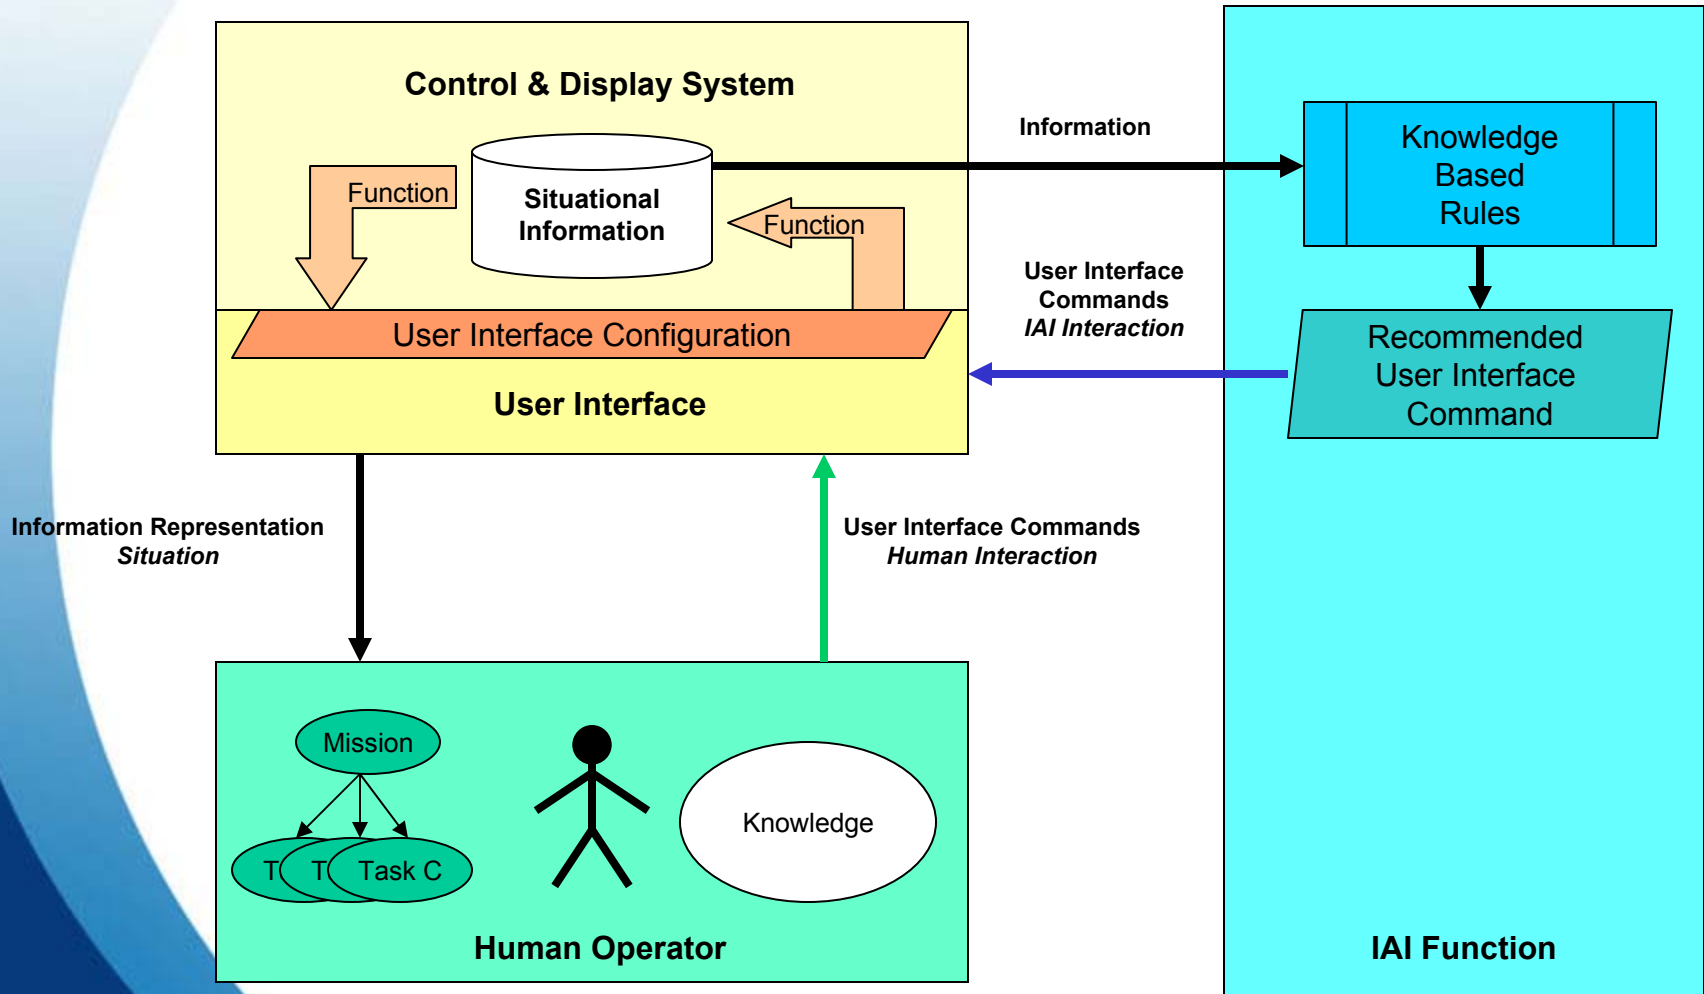 Control & Display System
Information
Knowledge
Based
Rules
Function
Situational
Information
Function
User Interface
Commands
IAI Interaction
User Interface Configuration
Recommended
User Interface
Command
User Interface
Information Representation
Situation
User Interface Commands
Human Interaction
Mission
T
T
Task C
Knowledge
Human Operator
IAI Function